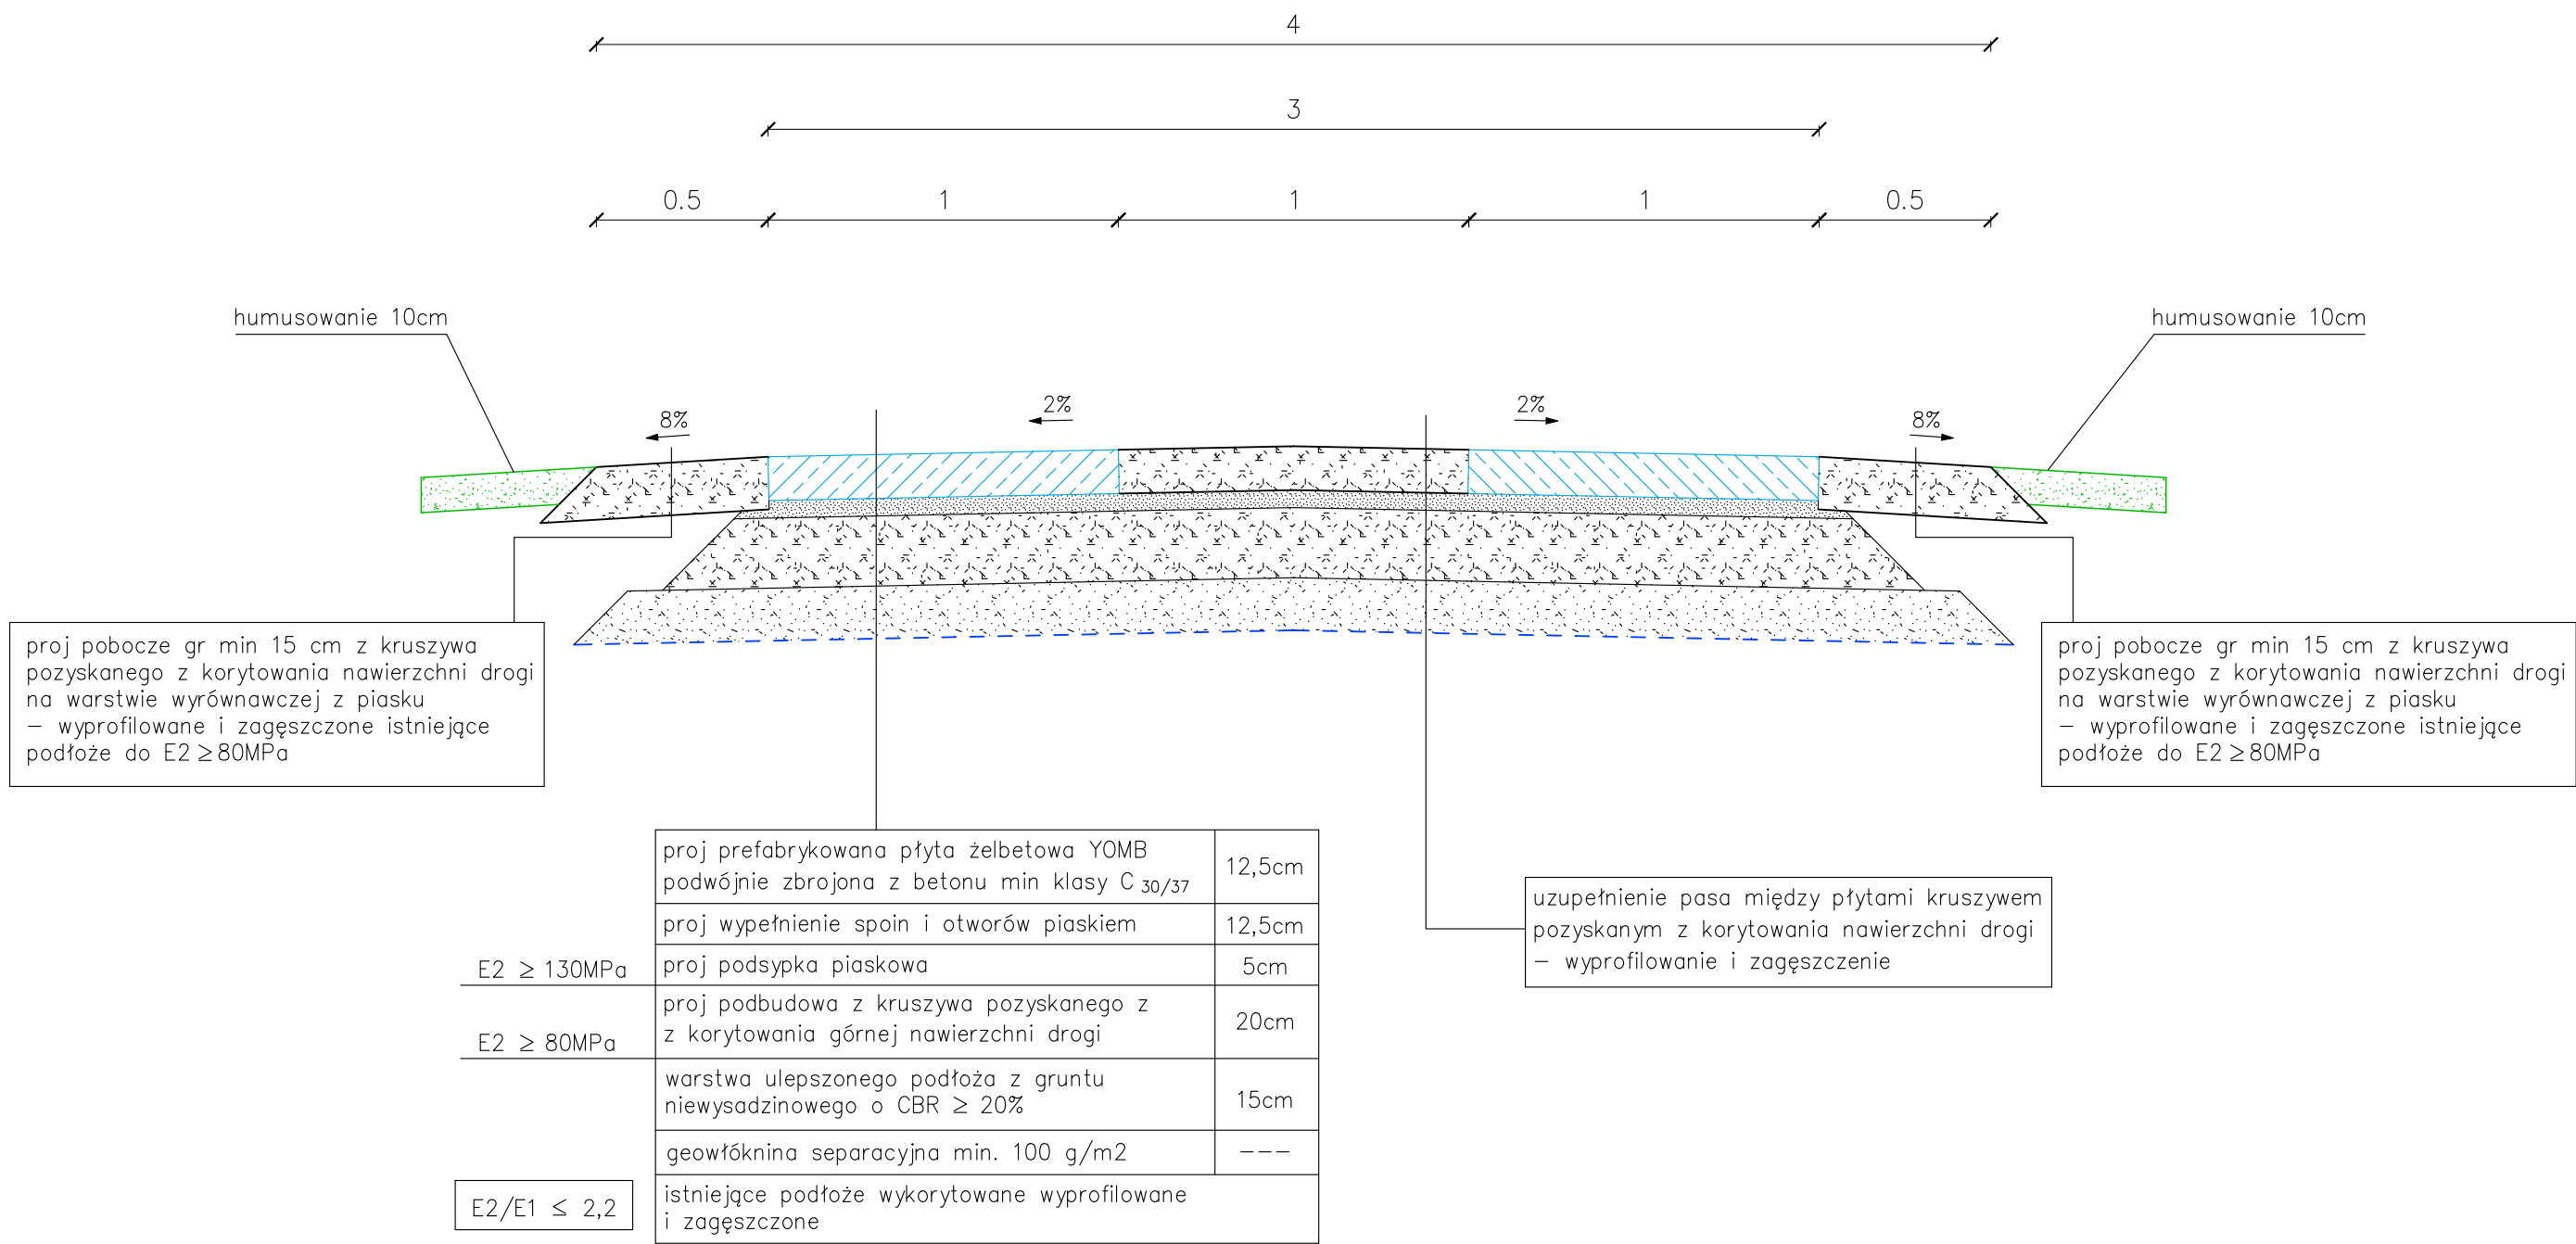 4
3
0.5 1 1 1 0.5
humusowanie 10cm
humusowanie 10cm
8%
2%
2%
8%
proj pobocze gr min 15 cm z kruszywa
pozyskanego z korytowania nawierzchni drogi
na warstwie wyrównawczej z piasku
– wyprofilowane i zagęszczone istniejące
podłoże do E2 ≥80MPa
proj pobocze gr min 15 cm z kruszywa
pozyskanego z korytowania nawierzchni drogi
na warstwie wyrównawczej z piasku
– wyprofilowane i zagęszczone istniejące
podłoże do E2 ≥80MPa
proj prefabrykowana płyta żelbetowa YOMB
podwójnie zbrojona z betonu min klasy C 30/37
12,5cm
proj wypełnienie spoin i otworów piaskiem 12,5cm
E2 ≥ 130MPa proj podsypka piaskowa 5cm
proj podbudowa z kruszywa pozyskanego z
z korytowania górnej nawierzchni drogi
20cm
E2 ≥ 80MPa
warstwa ulepszonego podłoża z gruntu
niewysadzinowego o CBR ≥ 20%
15cm
geowłóknina separacyjna min. 100 g/m2 ---
E2/E1 ≤ 2,2
istniejące podłoże wykorytowane wyprofilowane
i zagęszczone
uzupełnienie pasa między płytami kruszywem
pozyskanym z korytowania nawierzchni drogi
– wyprofilowanie i zagęszczenie